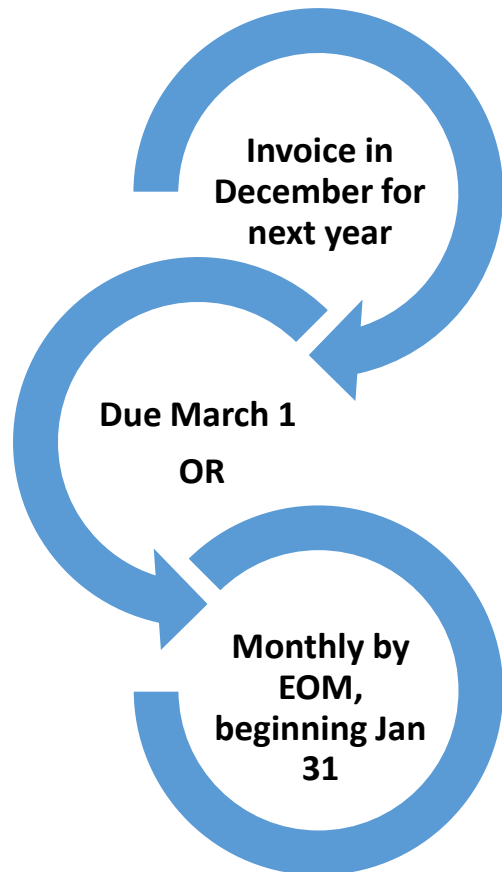 Invoice in
December for
next year
Due March 1
OR
Monthly by
EOM,
beginning Jan
31